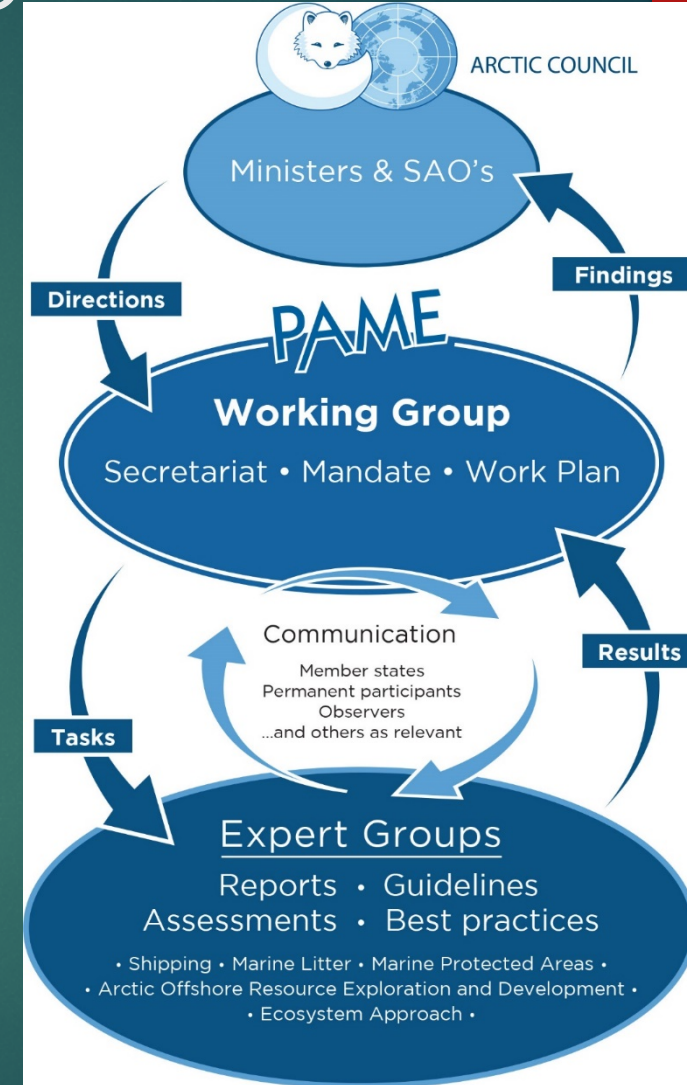 ARCTIC COUNCIL
Ministers & SAO's
Directions
Findings
PAME
Working Group
Secretariat • Mandate • Work Plan
Communication
Member states
Permanent participants
Observers
...and others as relevant
Results
Tasks
Expert Groups
Reports • Guidelines
Assessments • Best practices
• Shipping • Marine Litter • Marine Protected Areas •
• Arctic Offshore Resource Exploration and Development •
• Ecosystem Approach •